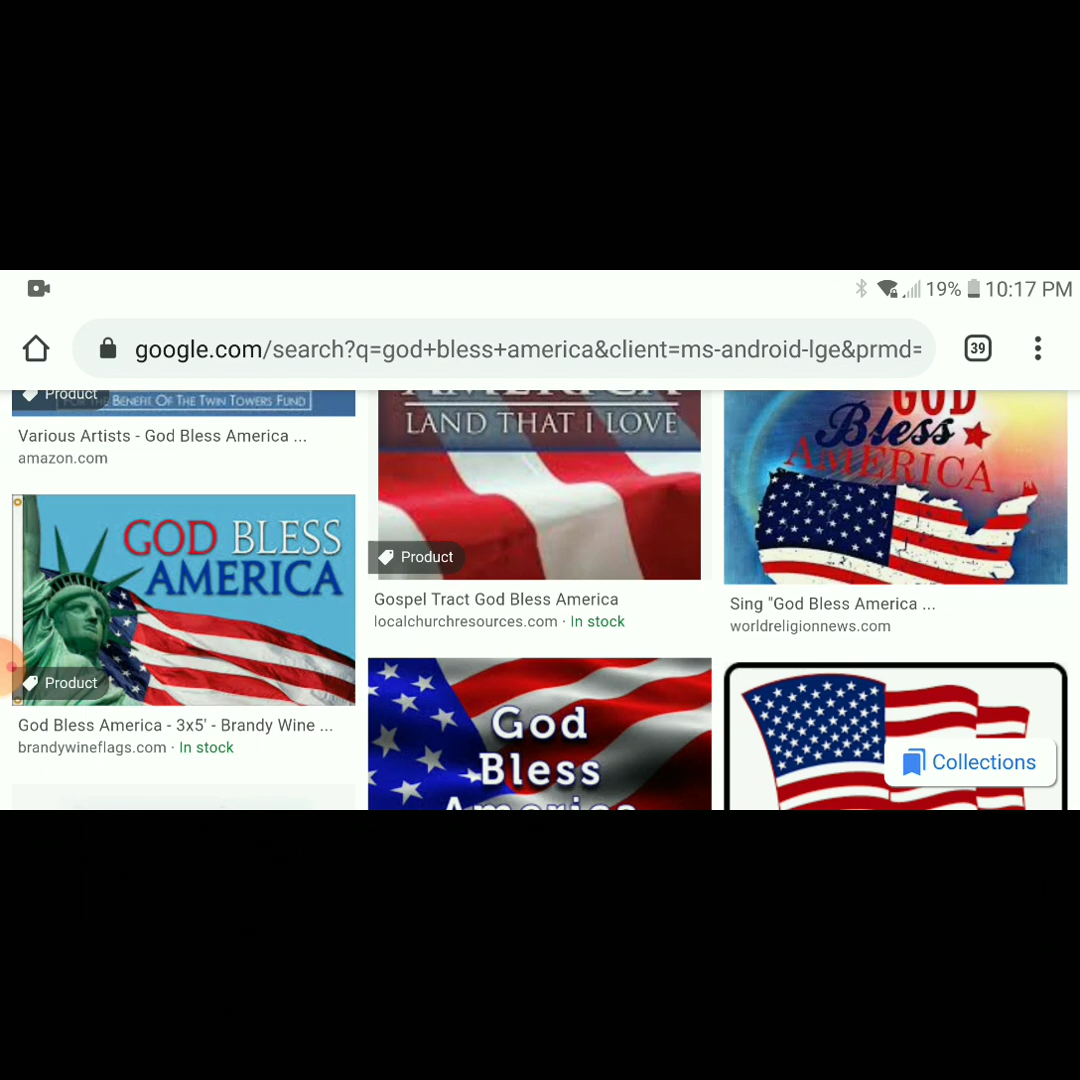 19% 10:17 PM
google.com/search?q=god+bless+america&client=ms-android-lge&prmd=
39
Product
BENEFIT OF THE TWIN TOWERS FUND
Various Artists - God Bless America ...
amazon.com
GOD BLESS
AMERICA
Product
God Bless America - 3x5' - Brandy Wine ...
brandywineflags.com · In stock
AMERICA
LAND THAT I LOVE
Product
Gospel Tract God Bless America
localchurchresources.com · In stock
God
Bless
America
GOD
Bless
AMERICA
Sing "God Bless America ...
worldreligionnews.com
Collections